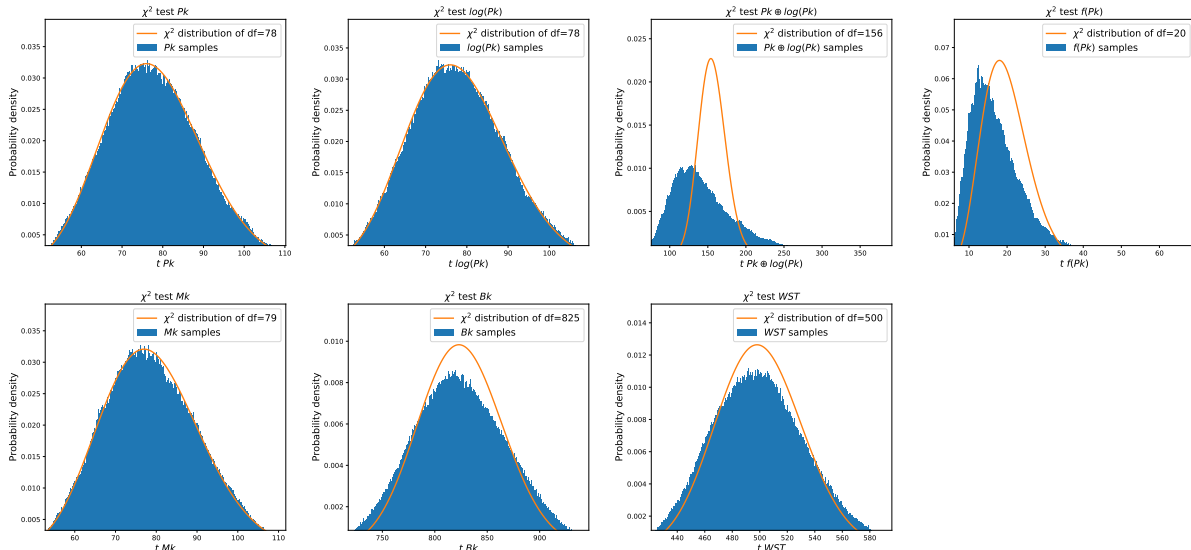 χ² test Pk
χ² distribution of df=78
Pk samples
Probability density
0.035
0.030
0.025
0.020
0.015
0.010
0.005
60 70 80 90 100 110
t Pk
χ² test log(Pk)
χ² distribution of df=78
log(Pk) samples
Probability density
0.035
0.030
0.025
0.020
0.015
0.010
0.005
60 70 80 90 100
t log(Pk)
χ² test Pk ⊕ log(Pk)
χ² distribution of df=156
Pk ⊕ log(Pk) samples
Probability density
0.025
0.020
0.015
0.010
0.005
100 150 200 250 300 350
t Pk ⊕ log(Pk)
χ² test f(Pk)
χ² distribution of df=20
f(Pk) samples
Probability density
0.07
0.06
0.05
0.04
0.03
0.02
0.01
10 20 30 40 50 60
t f(Pk)
χ² test Mk
χ² distribution of df=79
Mk samples
Probability density
0.035
0.030
0.025
0.020
0.015
0.010
0.005
60 70 80 90 100 110
t Mk
χ² test Bk
χ² distribution of df=825
Bk samples
Probability density
0.010
0.008
0.006
0.004
0.002
750 800 850 900
t Bk
χ² test WST
χ² distribution of df=500
WST samples
Probability density
0.014
0.012
0.010
0.008
0.006
0.004
0.002
440 460 480 500 520 540 560 580
t WST